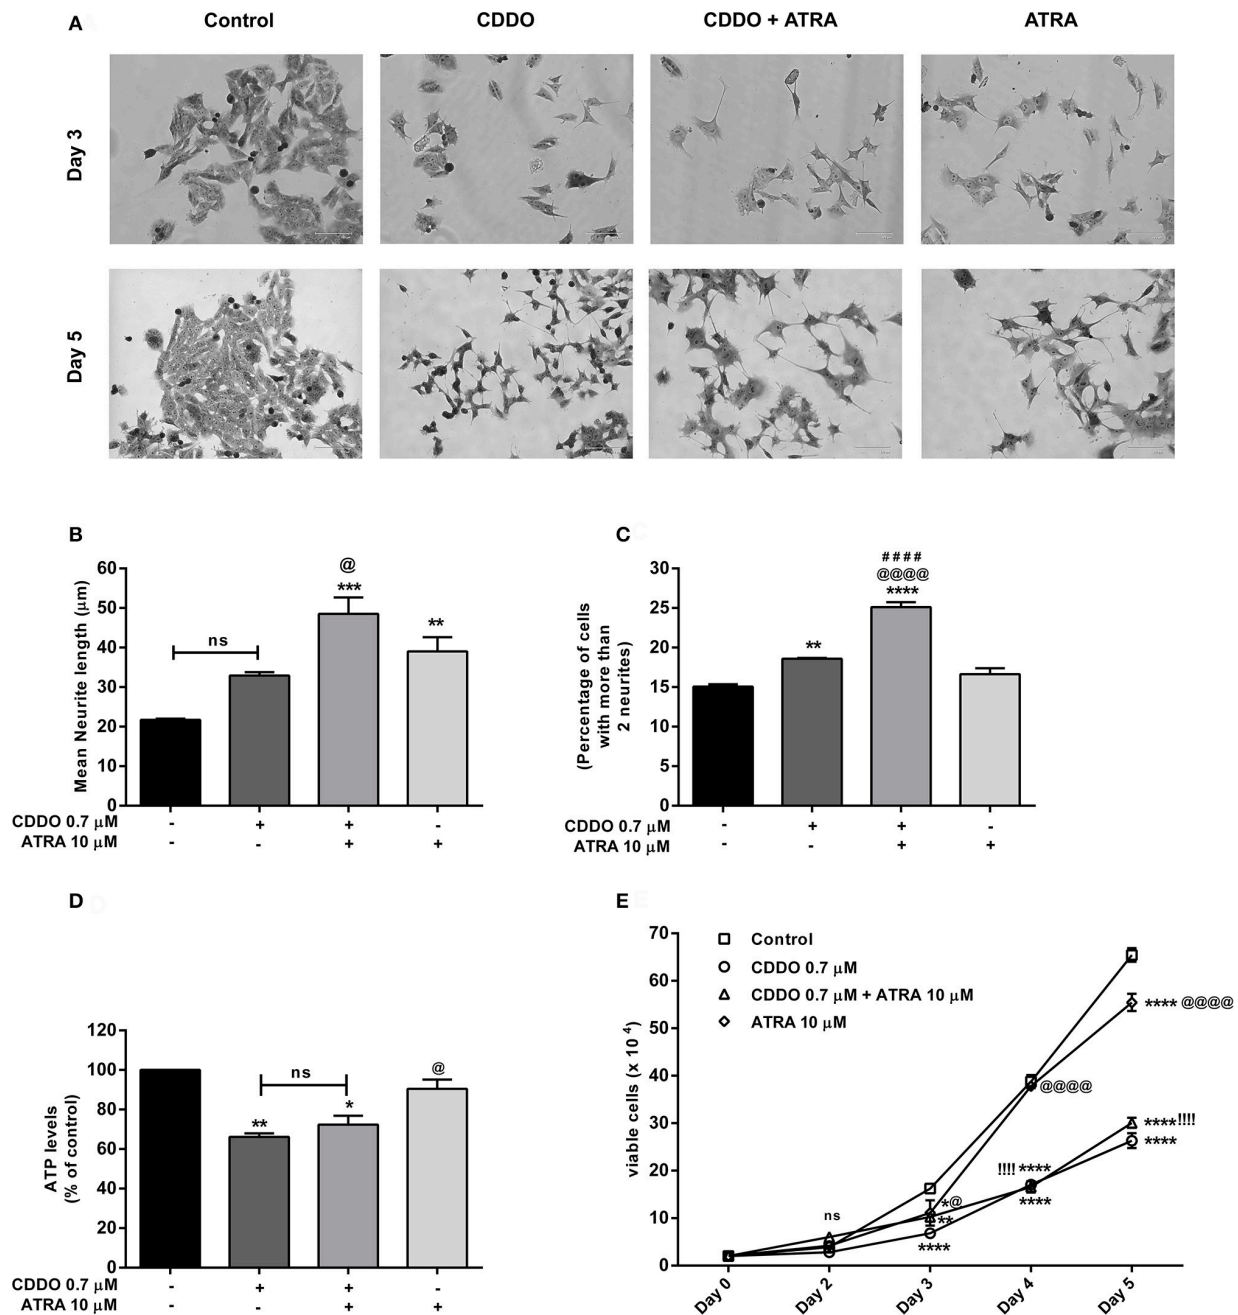 A
Control CDDO CDDO + ATRA ATRA
Day 3
Day 5
B
Mean Neurite length (µm)
60
50
40
30
20
10
0
ns
@
***
**
CDDO 0.7 µM - + + -
ATRA 10 µM - - + +
C
(Percentage of cells
with more than
2 neurites)
30
25
20
15
10
5
0
**
####
@@@@
****
CDDO 0.7 µM - + + -
ATRA 10 µM - - + +
D
ATP levels
(% of control)
120
100
80
60
40
20
0
**
ns
*
@
CDDO 0.7 µM - + + -
ATRA 10 µM - - + +
E
viable cells (x 10 4)
70
60
50
40
30
20
10
0
Control
CDDO 0.7 µM
CDDO 0.7 µM + ATRA 10 µM
ATRA 10 µM
**** @@@@
@@@@
****!!!!
****
!!!! ****
****
ns
*@
**
****
Day 0 Day 2 Day 3 Day 4 Day 5